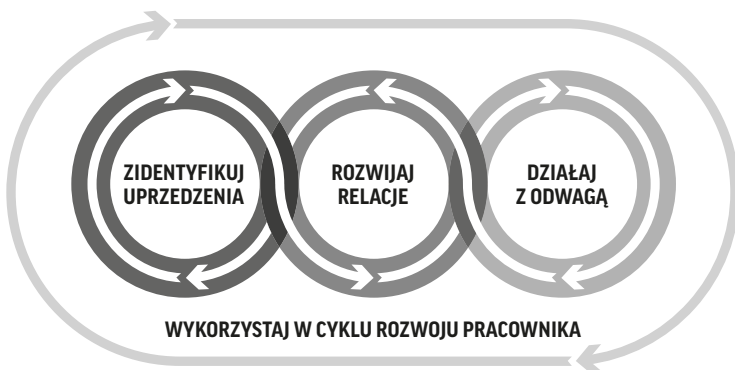 ZIDENTYFIKUJ
UPRZEDZENIA
ROZWIJAJ
RELACJE
DZIAŁAJ
Z ODWAGĄ
WYKORZYSTAJ W CYKLU ROZWOJU PRACOWNIKA